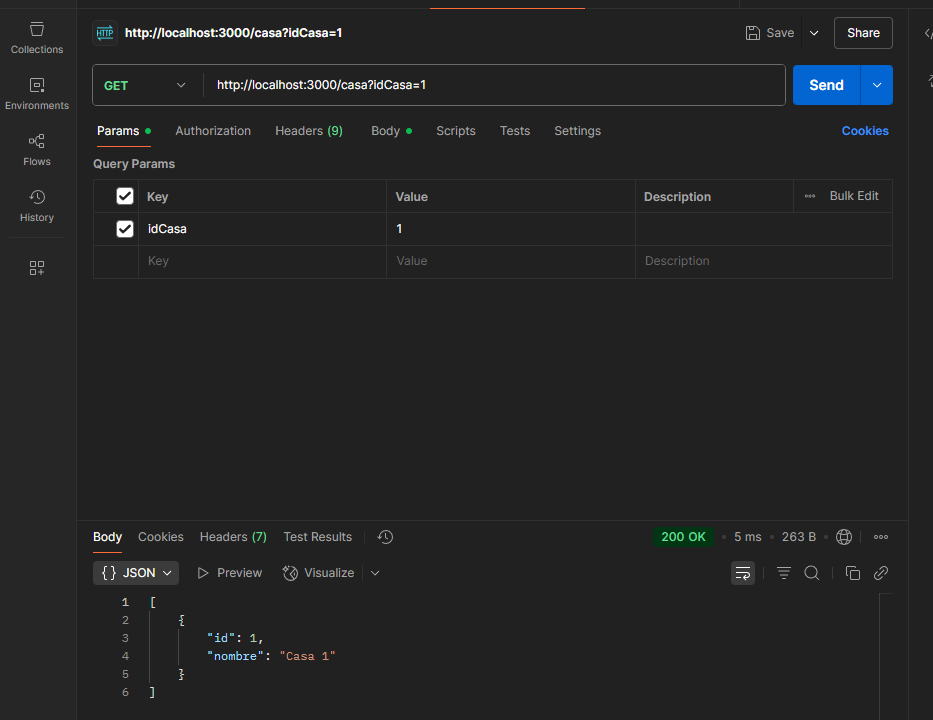 Collections
Environments
Flows
History
HTTP http://localhost:3000/casa?idCasa=1 Save Share
GET http://localhost:3000/casa?idCasa=1 Send
Params Authorization Headers (9) Body Scripts Tests Settings Cookies
Query Params
Key Value Description Bulk Edit
idCasa 1
Key Value Description
Body Cookies Headers (7) Test Results 200 OK 5 ms 263 B
{} JSON Preview Visualize
1 [
2 {
3 "id": 1,
4 "nombre": "Casa 1"
5 }
6 ]